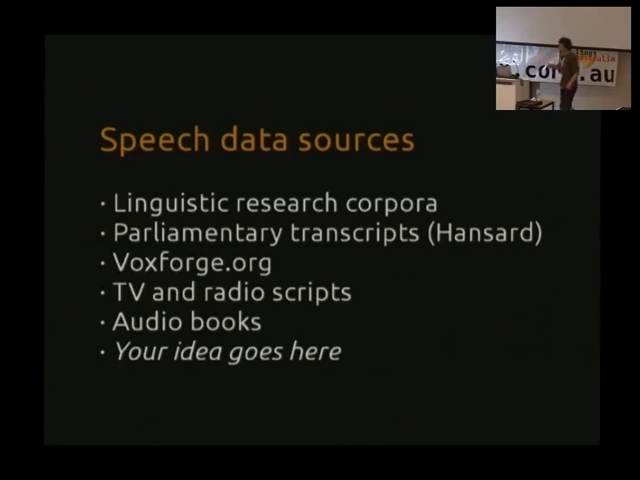 Speech data sources
· Linguistic research corpora
· Parliamentary transcripts (Hansard)
· Voxforge.org
· TV and radio scripts
· Audio books
· Your idea goes here
.au